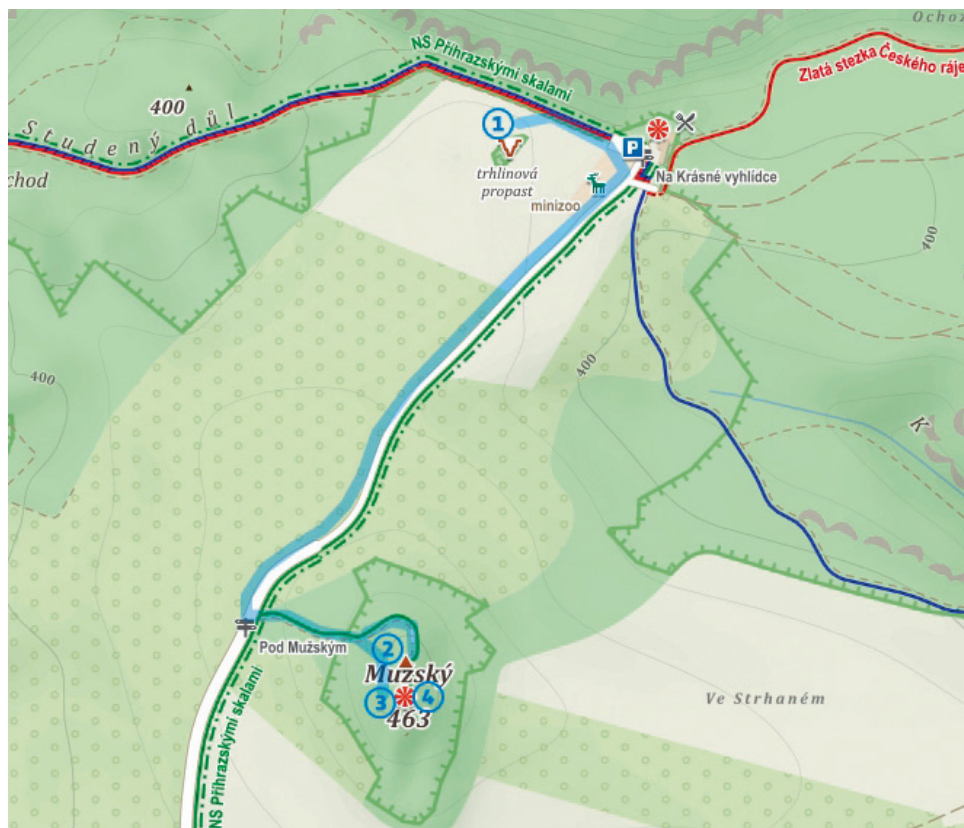 Ochoz
NS Příhrazskými skalami
Zlatá stezka Českého ráje
400
Studený důl
chod
1
P
trhlinová
propast
Na Krásné vyhlídce
minizoo
400
400
400
K
Pod Mužským
2
Mužský
3
4
463
Ve Strhaném
NS Příhrazskými skalami